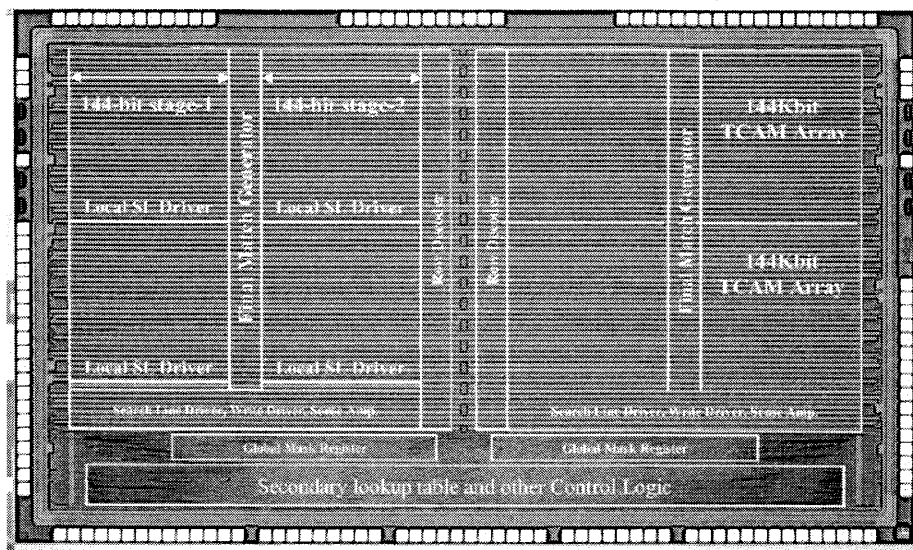 144-bit stage-1
144-bit stage-2
Final Match Generator
Local SL Driver
Local SL Driver
Local SL Driver
Local SL Driver
Row Decoder
Search Line Driver, Write Driver, Sense Amp.
Row Decoder
Final Match Generator
144Kbit
TCAM Array
144Kbit
TCAM Array
Search Line Driver, Write Driver, Sense Amp.
Global Mask Register
Global Mask Register
Secondary lookup table and other Control Logic